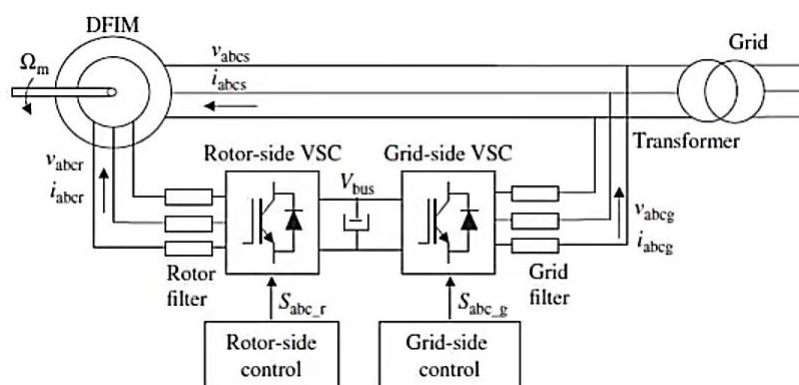 DFIM
Ωm
vabcs
iabcs
Grid
Transformer
vabcr
iabcr
Rotor-side VSC
Grid-side VSC
Vbus
vabcg
iabcg
Rotor
filter
Grid
filter
Sabc_r
Sabc_g
Rotor-side
control
Grid-side
control